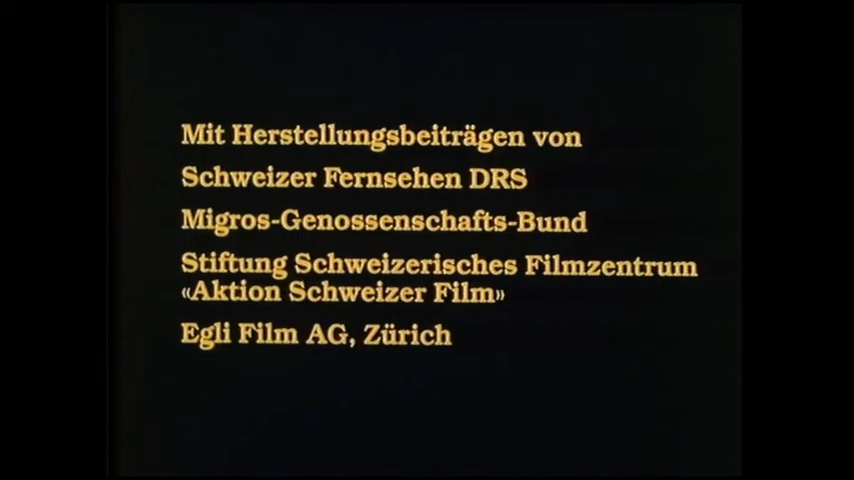 Mit Herstellungsbeiträgen von
Schweizer Fernsehen DRS
Migros-Genossenschafts-Bund
Stiftung Schweizerisches Filmzentrum
«Aktion Schweizer Film»
Egli Film AG, Zürich